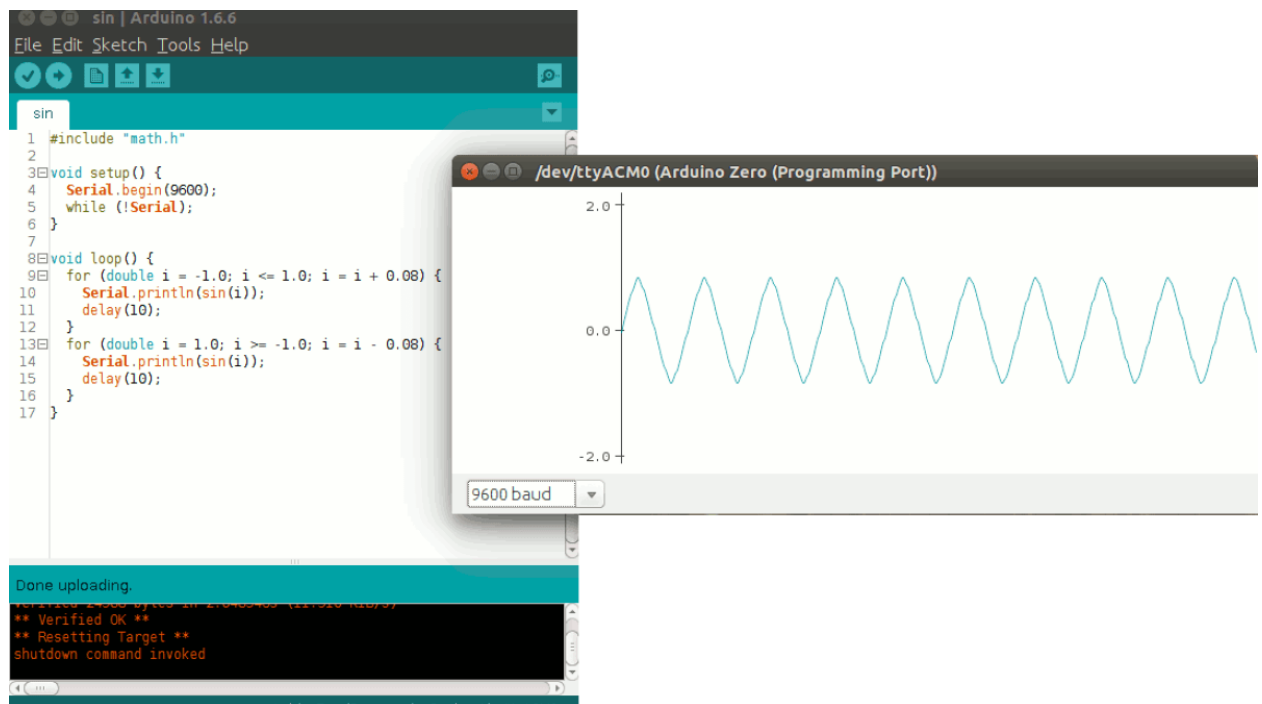 sin | Arduino 1.6.6
File Edit Sketch Tools Help
sin
1 #include "math.h"
2
3 void setup() {
4 Serial.begin(9600);
5 while (!Serial);
6 }
7
8 void loop() {
9 for (double i = -1.0; i <= 1.0; i = i + 0.08) {
10 Serial.println(sin(i));
11 delay(10);
12 }
13 for (double i = 1.0; i >= -1.0; i = i - 0.08) {
14 Serial.println(sin(i));
15 delay(10);
16 }
17 }
Done uploading.
** Verified OK **
** Resetting Target **
shutdown command invoked
/dev/ttyACM0 (Arduino Zero (Programming Port))
2.0
0.0
-2.0
9600 baud